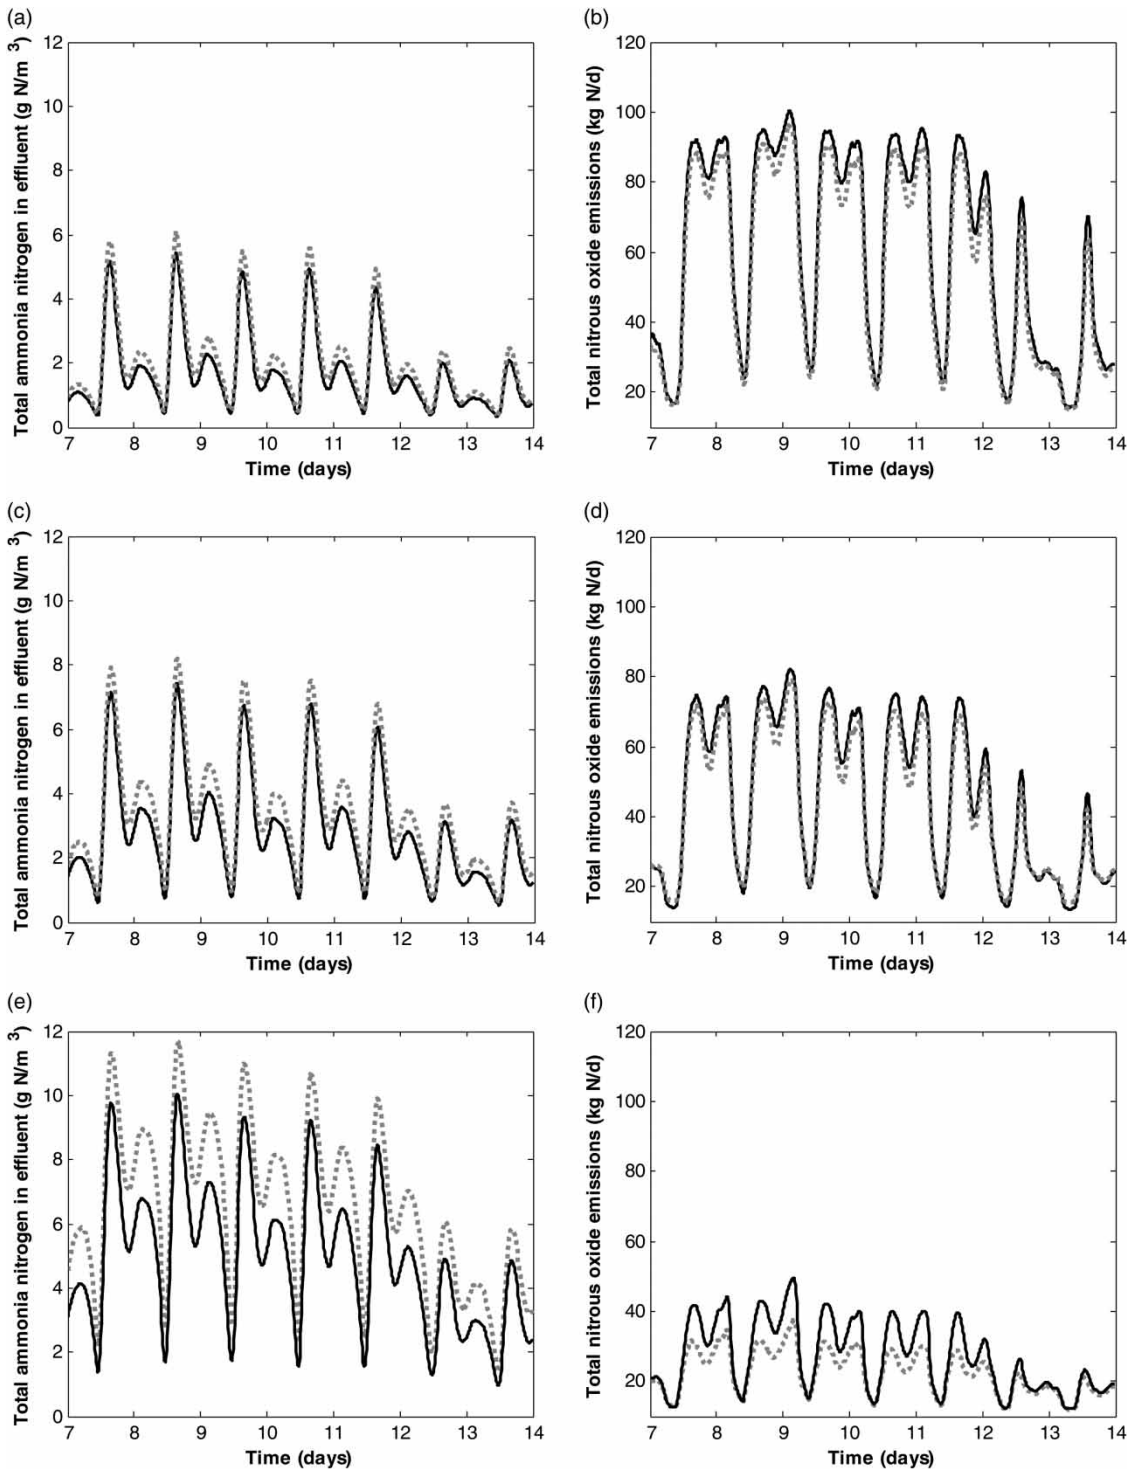 (a)
Total ammonia nitrogen in effluent (g N/m 3)
12
10
8
6
4
2
0
7 8 9 10 11 12 13 14
Time (days)
(b)
Total nitrous oxide emissions (kg N/d)
120
100
80
60
40
20
7 8 9 10 11 12 13 14
Time (days)
(c)
Total ammonia nitrogen in effluent (g N/m 3)
12
10
8
6
4
2
0
7 8 9 10 11 12 13 14
Time (days)
(d)
Total nitrous oxide emissions (kg N/d)
120
100
80
60
40
20
7 8 9 10 11 12 13 14
Time (days)
(e)
Total ammonia nitrogen in effluent (g N/m 3)
12
10
8
6
4
2
0
7 8 9 10 11 12 13 14
Time (days)
(f)
Total nitrous oxide emissions (kg N/d)
120
100
80
60
40
20
7 8 9 10 11 12 13 14
Time (days)